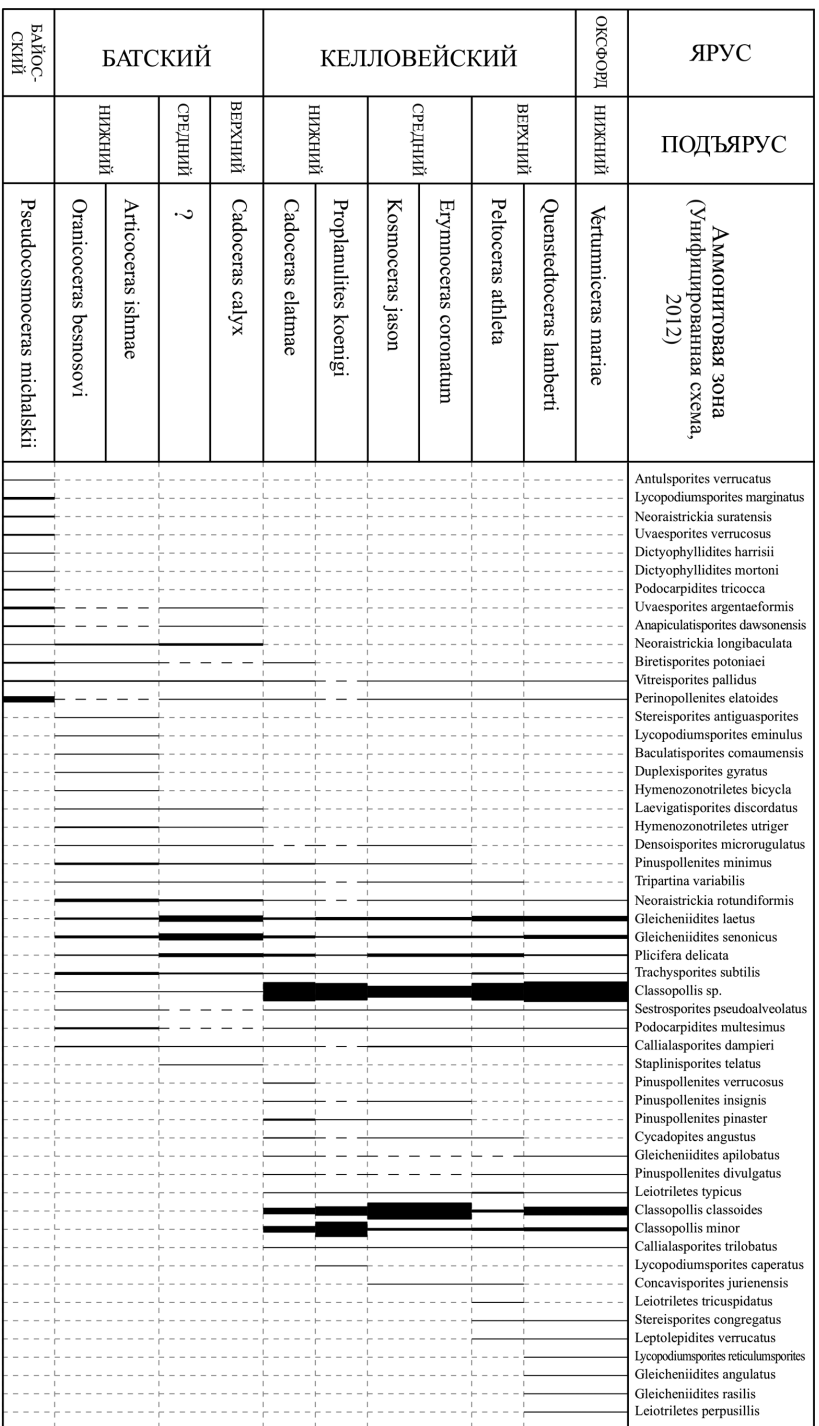 БАЙОС-
СКИЙ
БАТСКИЙ
КЕЛЛОВЕЙСКИЙ
ОКСФОРД
ЯРУС
НИЖНИЙ
СРЕДНИЙ
ВЕРХНИЙ
НИЖНИЙ
СРЕДНИЙ
ВЕРХНИЙ
НИЖНИЙ
ПОДЪЯРУС
Pseudocosmoceras michalskii
Oranicoceras besnosovi
Articoceras ishmae
?
Cadoceras calyx
Cadoceras elatmae
Proplanulites koenigi
Kosmoceras jason
Erymnoceras coronatum
Peltoceras athleta
Quenstedtoceras lamberti
Vertumniceras mariae
Аммонитовая зона
(Унифицированная схема,
2012)
Antulsporites verrucatus
Lycopodiumsporites marginatus
Neoraistrickia suratensis
Uvaesporites verrucosus
Dictyophyllidites harrisii
Dictyophyllidites mortoni
Podocarpidites tricocca
Uvaesporites argentaeformis
Anapiculatisporites dawsonensis
Neoraistrickia longibaculata
Biretisporites potoniaei
Vitreisporites pallidus
Perinopollenites elatoides
Stereisporites antiguasporites
Lycopodiumsporites eminulus
Baculatisporites comaumensis
Duplexisporites gyratus
Hymenozonotriletes bicycla
Laevigatisporites discordatus
Hymenozonotriletes utriger
Densoisporites microrugulatus
Pinuspollenites minimus
Tripartina variabilis
Neoraistrickia rotundiformis
Gleicheniidites laetus
Gleicheniidites senonicus
Plicifera delicata
Trachysporites subtilis
Classopollis sp.
Sestrosporites pseudoalveolatus
Podocarpidites multesimus
Callialasporites dampieri
Staplinisporites telatus
Pinuspollenites verrucosus
Pinuspollenites insignis
Pinuspollenites pinaster
Cycadopites angustus
Gleicheniidites apilobatus
Pinuspollenites divulgatus
Leiotriletes typicus
Classopollis classoides
Classopollis minor
Callialasporites trilobatus
Lycopodiumsporites caperatus
Concavisporites jurienensis
Leiotriletes tricuspidatus
Stereisporites congregatus
Leptolepidites verrucatus
Lycopodiumsporites reticulumsporites
Gleicheniidites angulatus
Gleicheniidites rasilis
Leiotriletes perpusillis